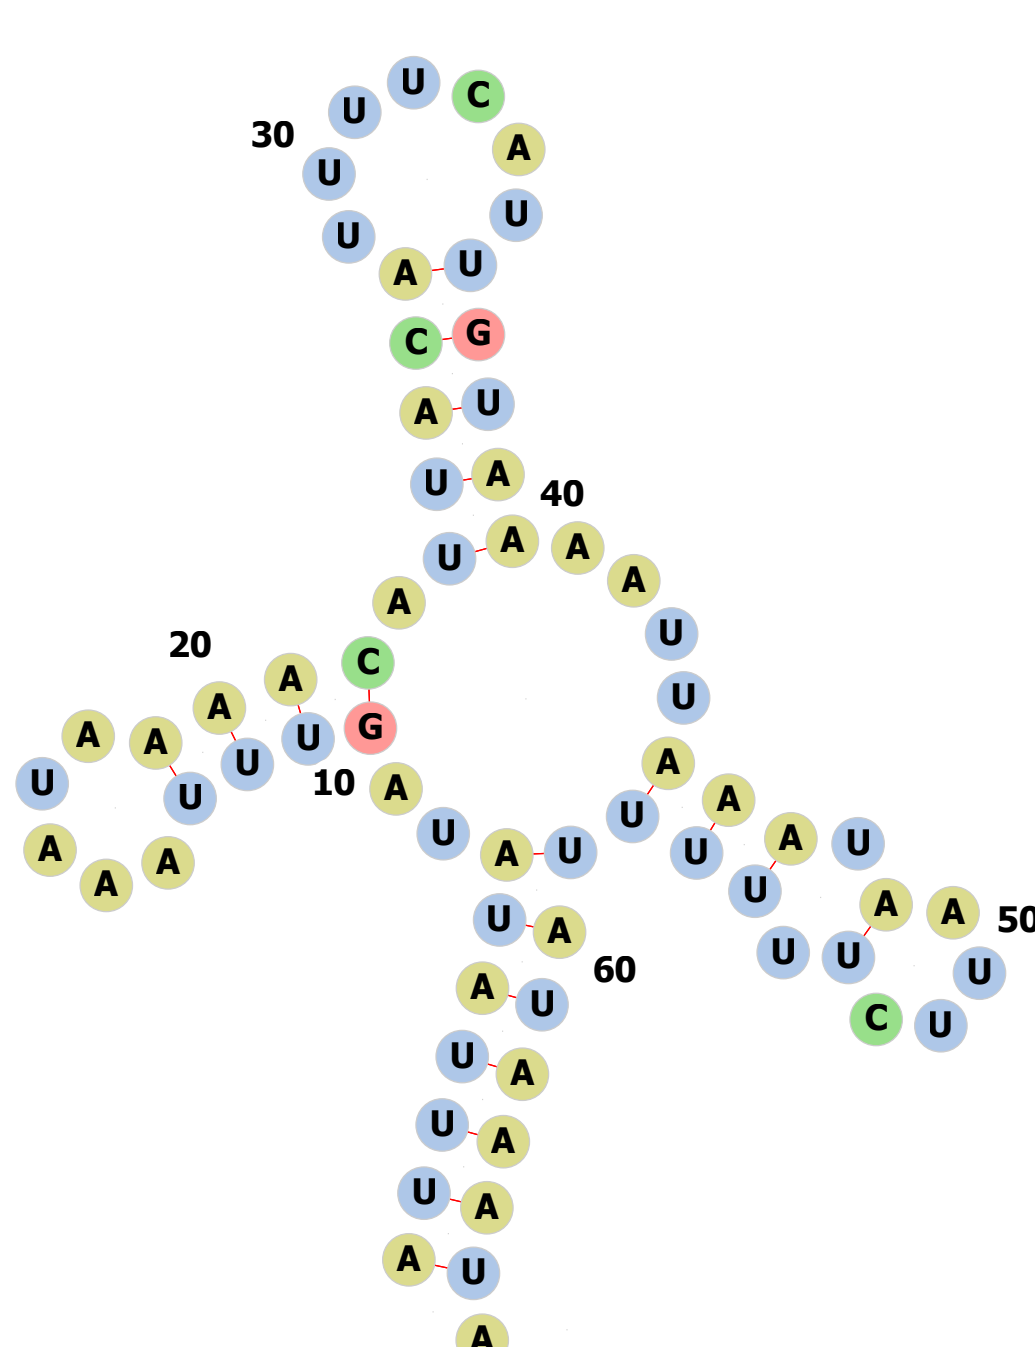 U U C
30 U A
U U
A U
C G
A U
U A
40
U A A A
A U
20 A C U
A G
U A A U A
U U 10 A U A
A A A U A U U U A U
U A U A A 50
A U U U U
60
A U C U
U A
U A
U A
A U
A